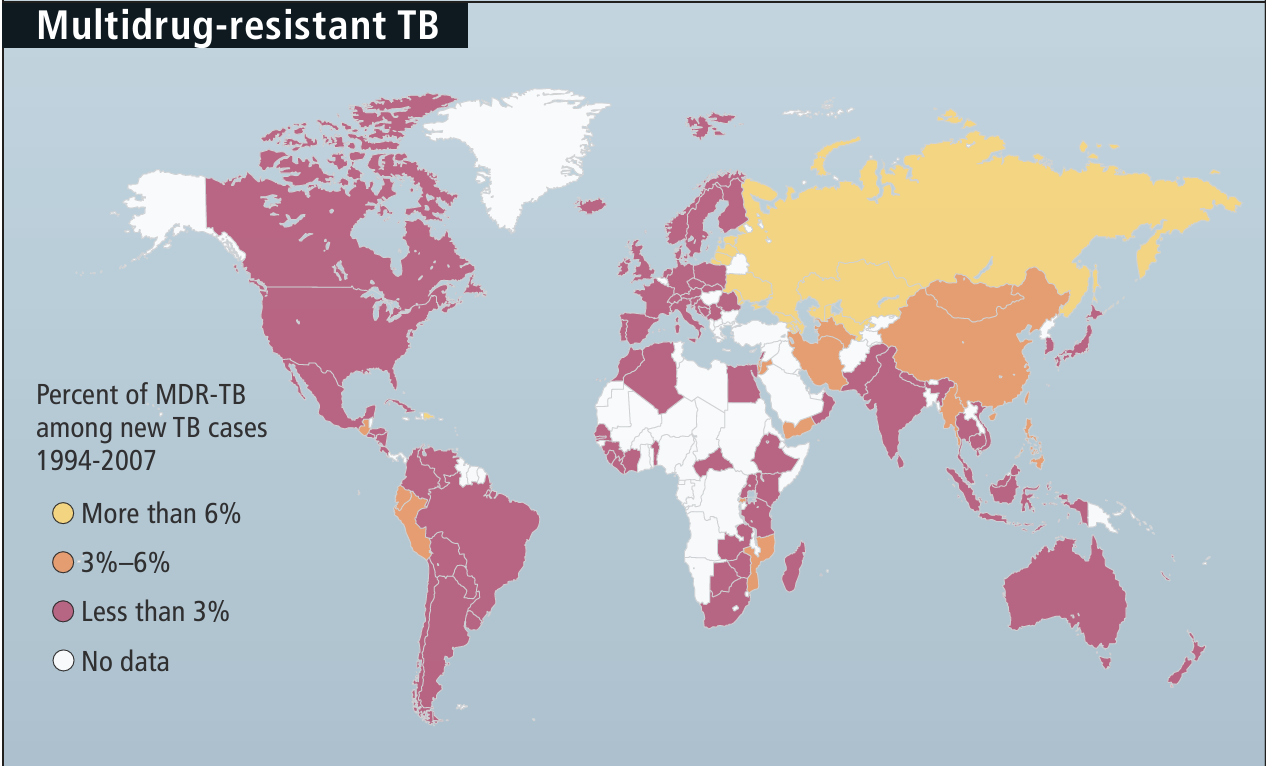 Multidrug-resistant TB
Percent of MDR-TB
among new TB cases
1994-2007
More than 6%
3%–6%
Less than 3%
No data